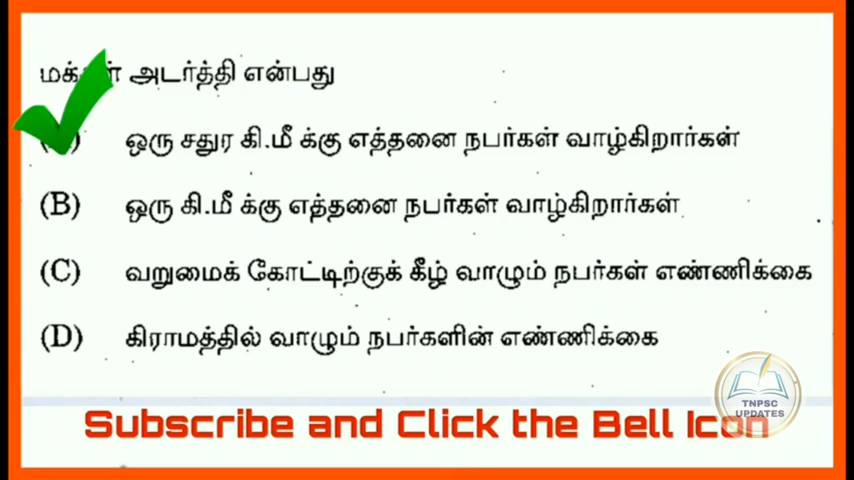 மக்கள் அடர்த்தி என்பது
ஒரு சதுர கி.மீ க்கு எத்தனை நபர்கள் வாழ்கிறார்கள்
(B) ஒரு கி.மீ க்கு எத்தனை நபர்கள் வாழ்கிறார்கள்
(C) வறுமைக் கோட்டிற்குக் கீழ் வாழும் நபர்கள் எண்ணிக்கை
(D) கிராமத்தில் வாழும் நபர்களின் எண்ணிக்கை
TNPSC
UPDATES
Subscribe and Click the Bell Icon